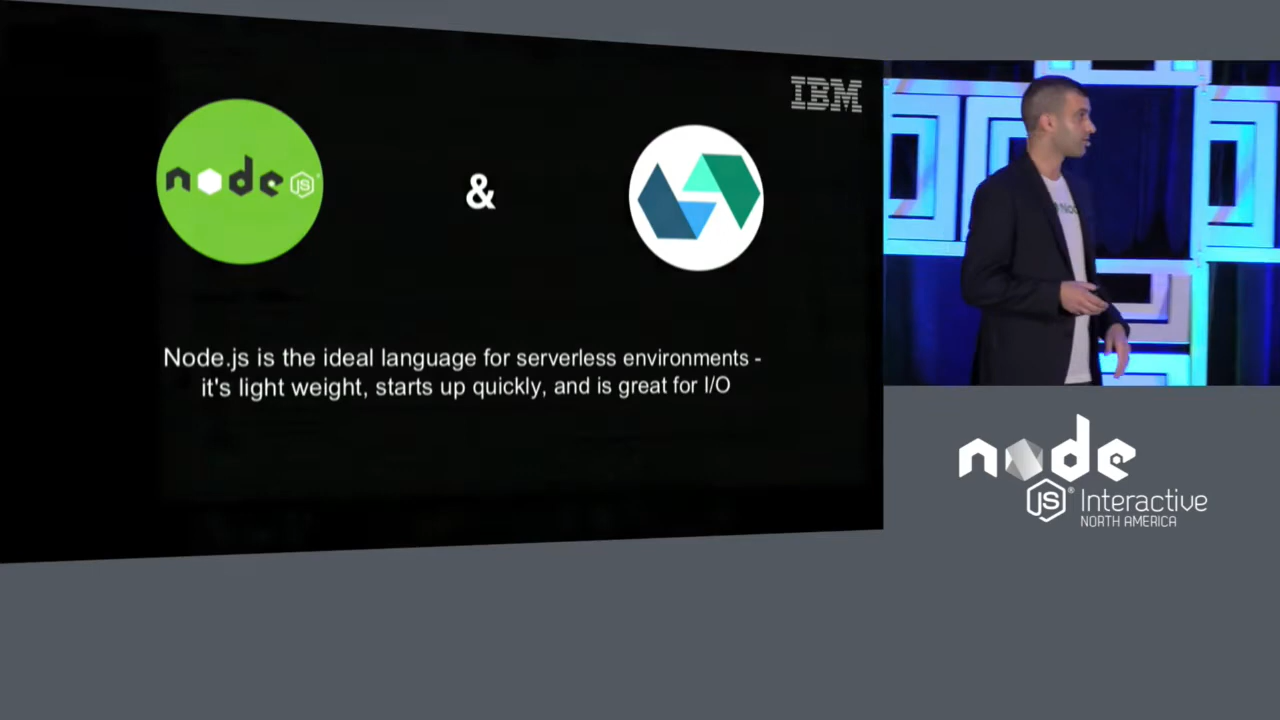 IBM
node
JS
&
Node.js is the ideal language for serverless environments -
it's light weight, starts up quickly, and is great for I/O
node
JS® Interactive
NORTH AMERICA